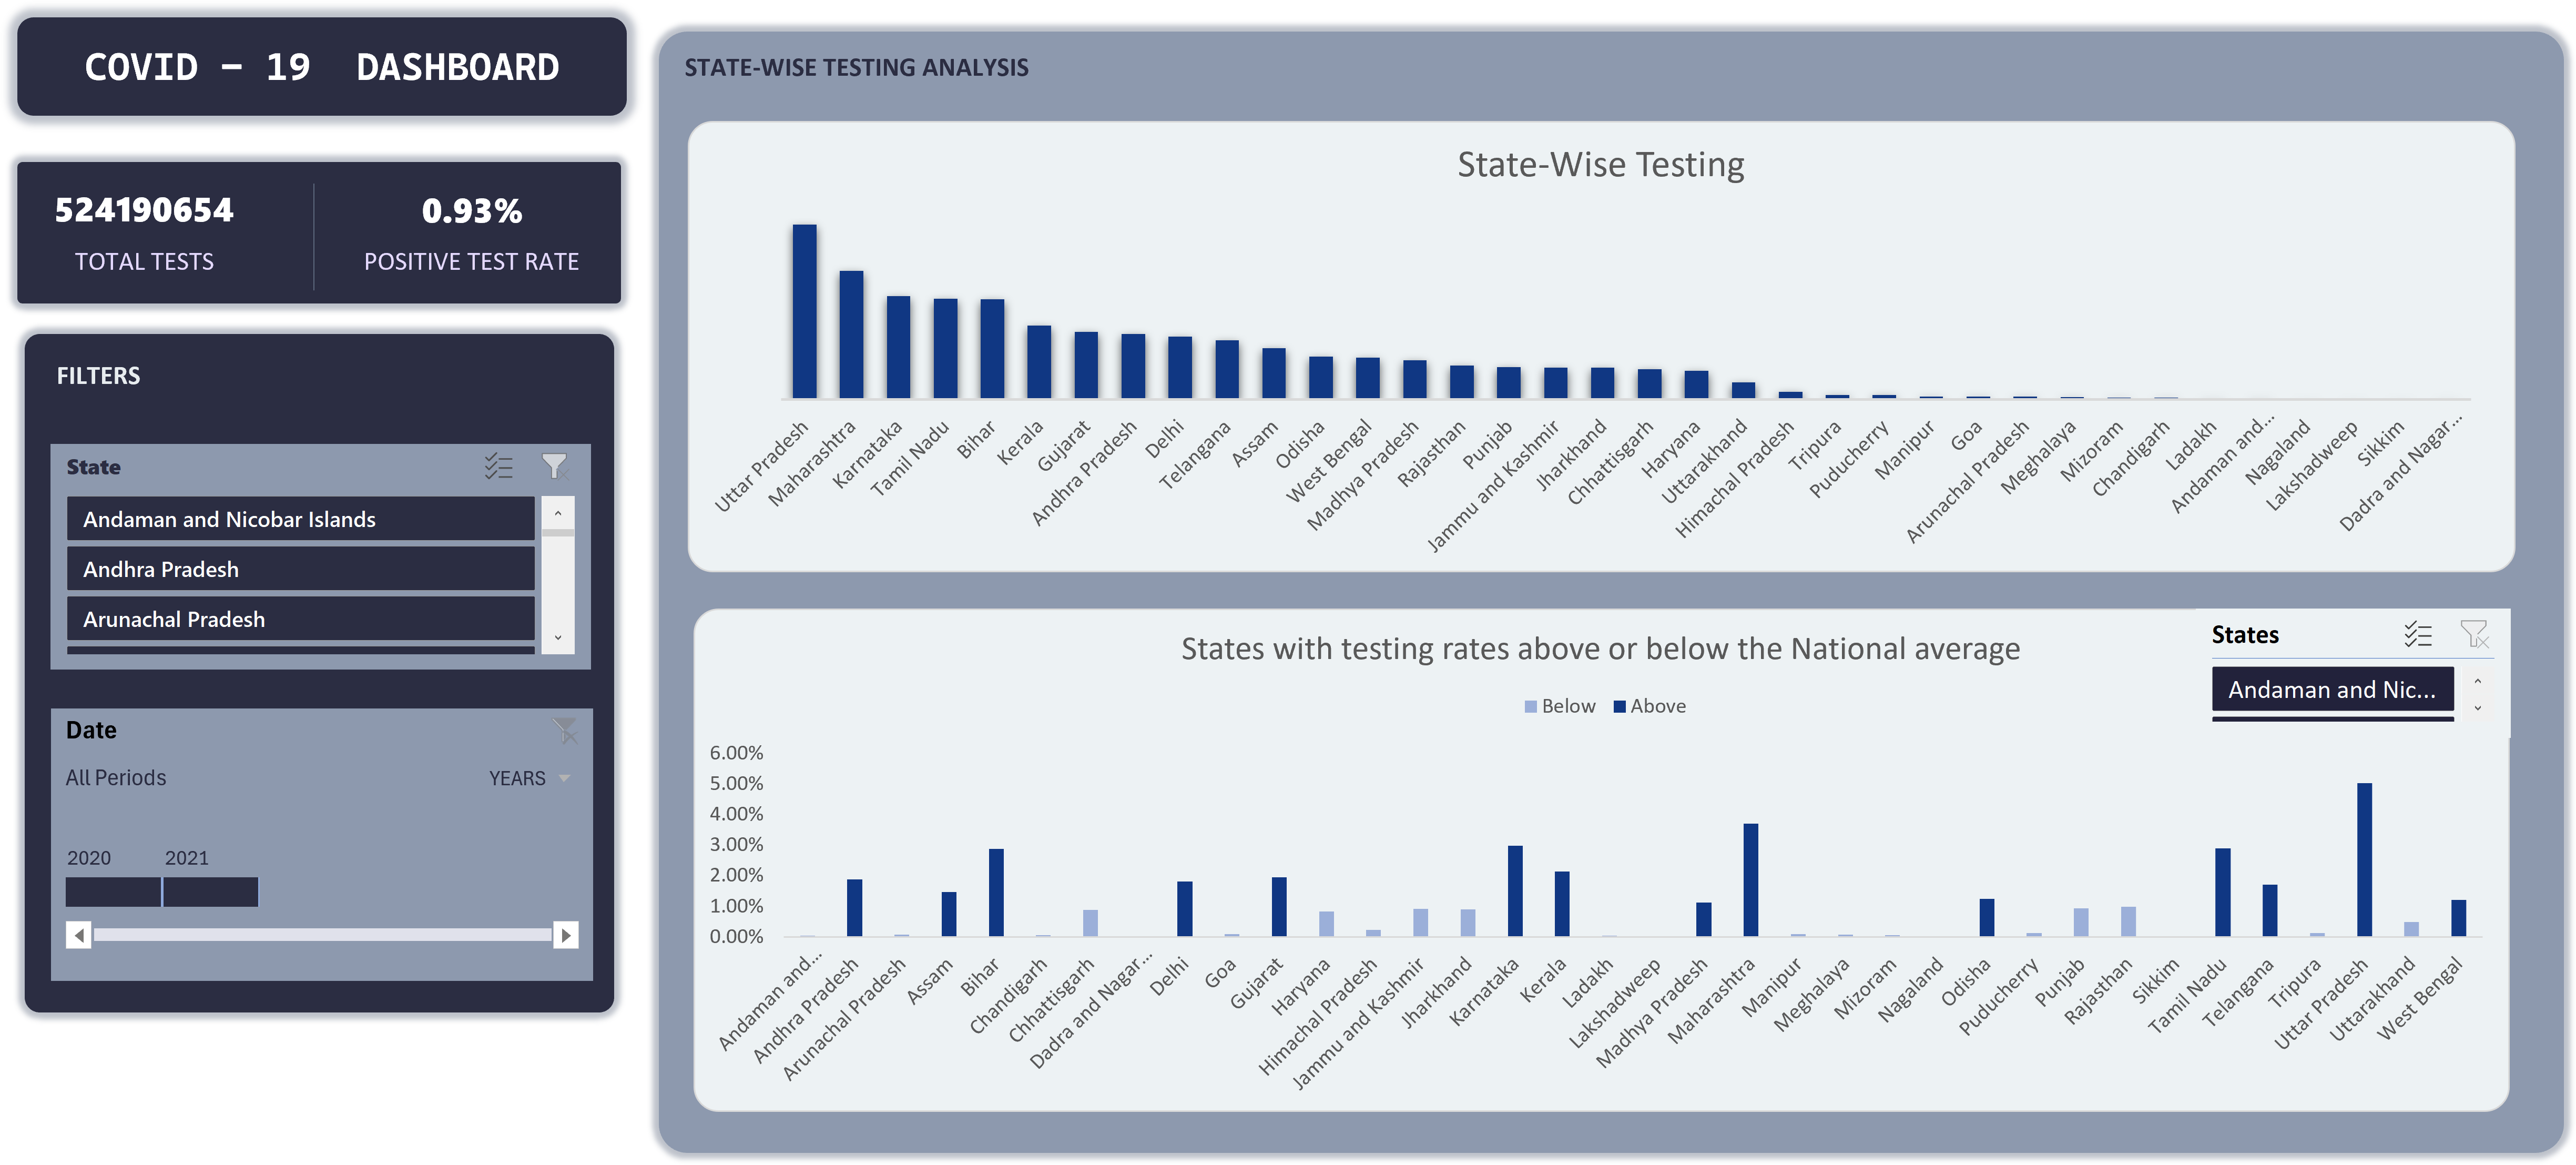 COVID - 19 DASHBOARD
524190654
TOTAL TESTS
0.93%
POSITIVE TEST RATE
FILTERS
State
Andaman and Nicobar Islands
Andhra Pradesh
Arunachal Pradesh
Date
All Periods
YEARS
2020 2021
STATE-WISE TESTING ANALYSIS
State-Wise Testing
Uttar Pradesh
Maharashtra
Karnataka
Tamil Nadu
Bihar
Kerala
Gujarat
Andhra Pradesh
Delhi
Telangana
Assam
Odisha
West Bengal
Madhya Pradesh
Rajasthan
Punjab
Jammu and Kashmir
Jharkhand
Chhattisgarh
Haryana
Uttarakhand
Himachal Pradesh
Tripura
Puducherry
Manipur
Goa
Arunachal Pradesh
Meghalaya
Mizoram
Chandigarh
Ladakh
Andaman and...
Nagaland
Lakshadweep
Sikkim
Dadra and Nagar...
States with testing rates above or below the National average
Below Above
States
Andaman and Nic...
6.00%
5.00%
4.00%
3.00%
2.00%
1.00%
0.00%
Andaman and...
Andhra Pradesh
Arunachal Pradesh
Assam
Bihar
Chandigarh
Chhattisgarh
Dadra and Nagar...
Delhi
Goa
Gujarat
Haryana
Himachal Pradesh
Jammu and Kashmir
Jharkhand
Karnataka
Kerala
Ladakh
Lakshadweep
Madhya Pradesh
Maharashtra
Manipur
Meghalaya
Mizoram
Nagaland
Odisha
Puducherry
Punjab
Rajasthan
Sikkim
Tamil Nadu
Telangana
Tripura
Uttar Pradesh
Uttarakhand
West Bengal